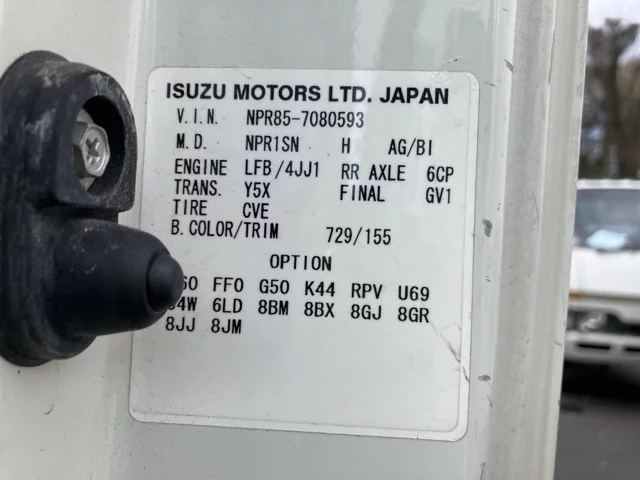 ISUZU MOTORS LTD. JAPAN
V.I.N. NPR85-7080593
M.D. NPR1SN H AG/BI
ENGINE LFB/4JJ1 RR AXLE 6CP
TRANS. Y5X FINAL GV1
TIRE CVE
B.COLOR/TRIM 729/155
OPTION
FF0 G50 K44 RPV U69
6LD 8BM 8BX 8GJ 8GR
8JJ 8JM